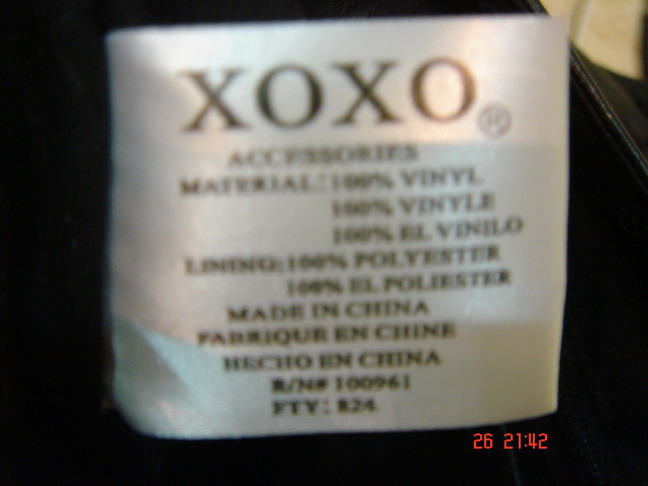 XOXO®
ACCESSORIES
MATERIAL: 100% VINYL
100% VINYLE
100% EL VINILO
LINING: 100% POLYESTER
100% EL POLIESTER
MADE IN CHINA
FABRIQUE EN CHINE
HECHO EN CHINA
R/N# 100961
FTY: 824
26 21:42